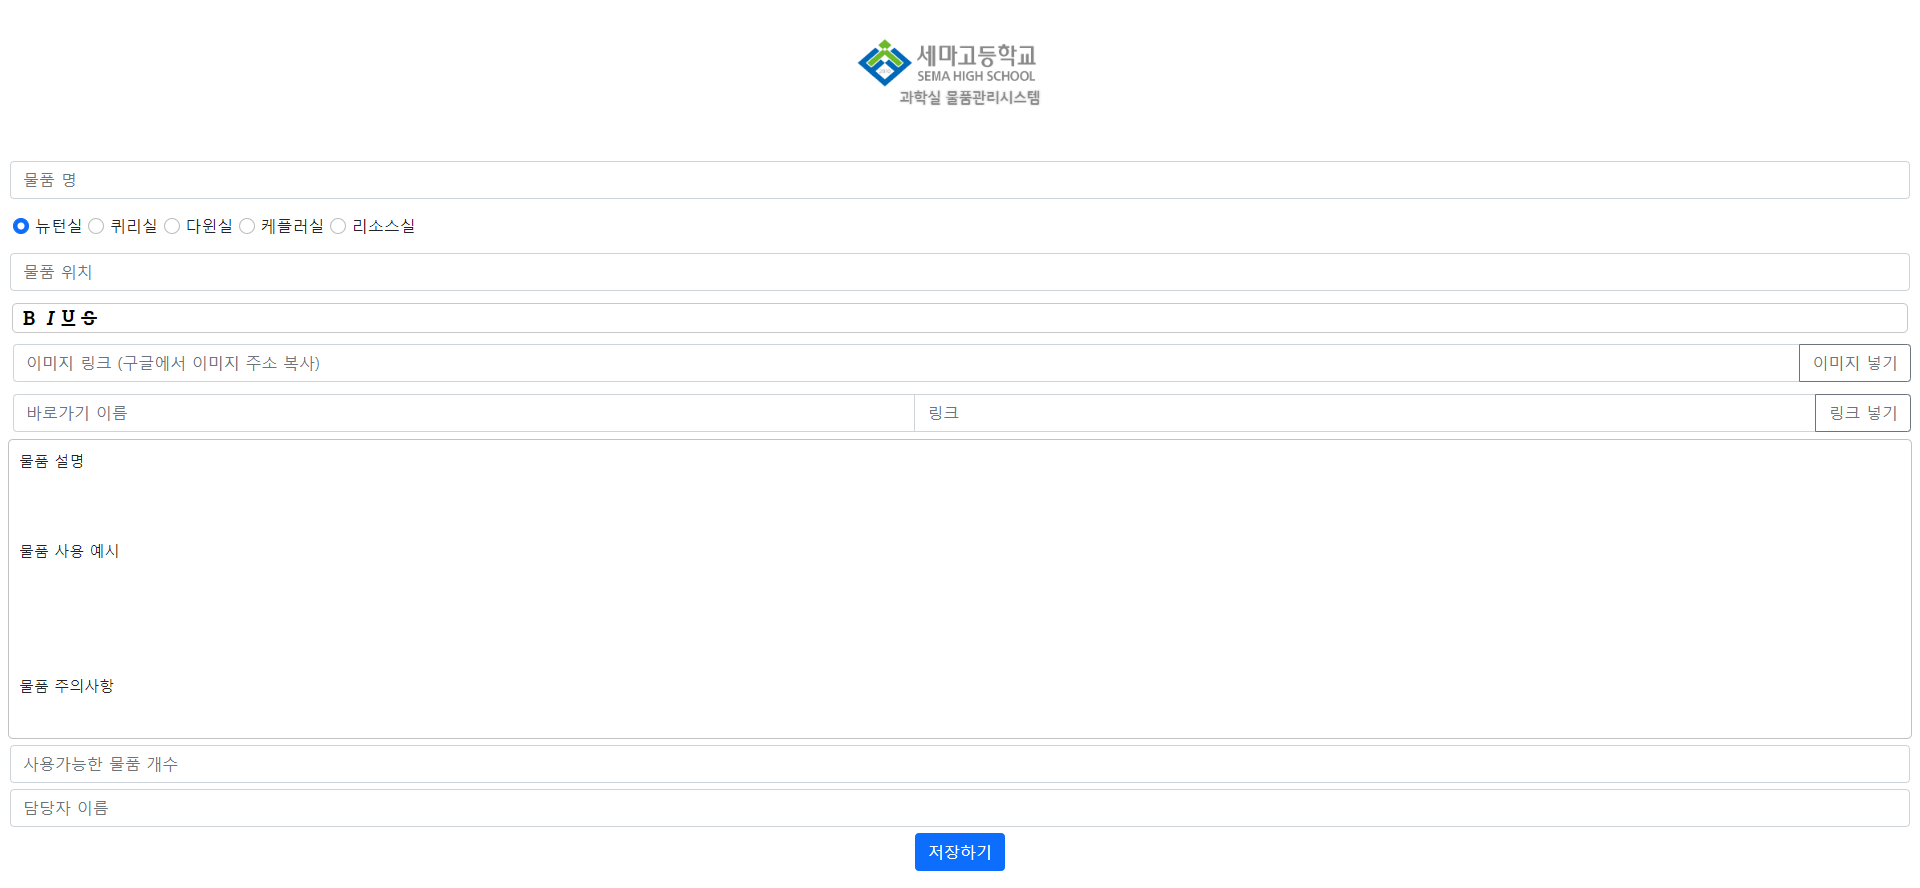 세마고등학교
SEMA HIGH SCHOOL
과학실 물품관리시스템
물품 명
뉴턴실 퀴리실 다윈실 케플러실 리소스실
물품 위치
B I U S
이미지 링크 (구글에서 이미지 주소 복사) 이미지 넣기
바로가기 이름 링크 링크 넣기
물품 설명
물품 사용 예시
물품 주의사항
사용가능한 물품 개수
담당자 이름
저장하기